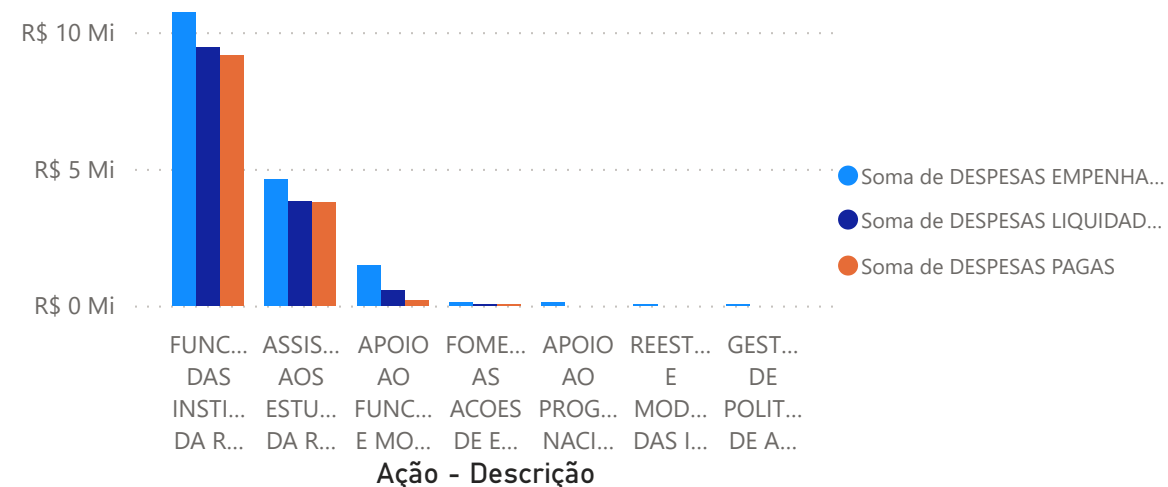 R$ 10 Mi
R$ 5 Mi
R$ 0 Mi
Soma de DESPESAS EMPENHA...
Soma de DESPESAS LIQUIDAD...
Soma de DESPESAS PAGAS
FUNC... ASSIS... APOIO FOME... APOIO REEST... GEST...
DAS AOS AO AS AO E DE
INSTI... ESTU... FUNC... ACOES PROG... MOD... POLIT...
DA R... DA R... E MO... DE E... NACI... DAS I... DE A...
Ação - Descrição